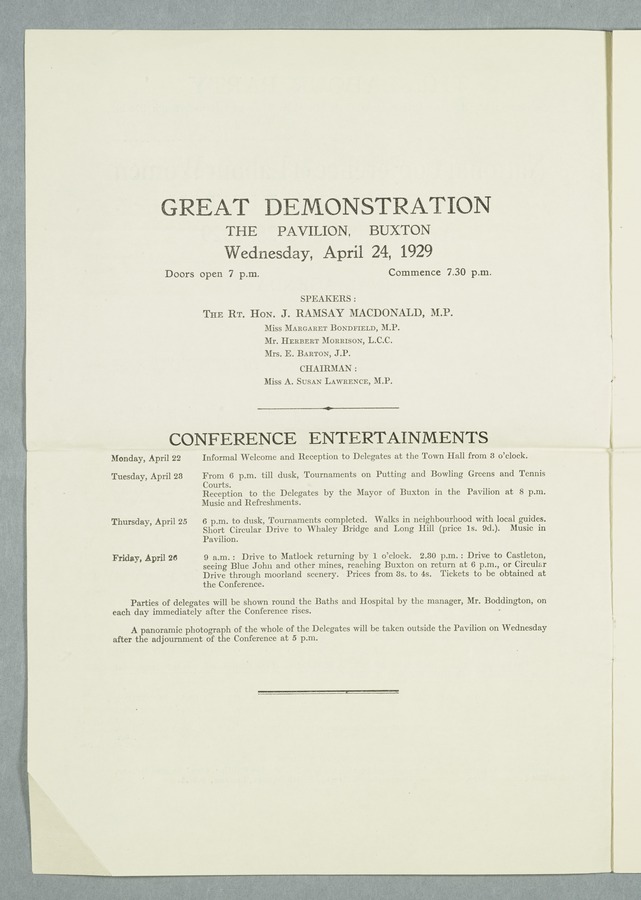 GREAT DEMONSTRATION
THE PAVILION, BUXTON
Wednesday, April 24, 1929
Doors open 7 p.m. Commence 7.30 p.m.
SPEAKERS:
THE RT. HON. J. RAMSAY MACDONALD, M.P.
Miss MARGARET BONDFIELD, M.P.
Mr. HERBERT MORRISON, L.C.C.
Mrs. E. BARTON, J.P.
CHAIRMAN:
Miss A. SUSAN LAWRENCE, M.P.
CONFERENCE ENTERTAINMENTS
Monday, April 22 Informal Welcome and Reception to Delegates at the Town Hall from 3 o'clock.
Tuesday, April 23 From 6 p.m. till dusk, Tournaments on Putting and Bowling Greens and Tennis
Courts.
Reception to the Delegates by the Mayor of Buxton in the Pavilion at 8 p.m.
Music and Refreshments.
Thursday, April 25 6 p.m. to dusk, Tournaments completed. Walks in neighbourhood with local guides.
Short Circular Drive to Whaley Bridge and Long Hill (price 1s. 9d.). Music in
Pavilion.
Friday, April 26 9 a.m.: Drive to Matlock returning by 1 o'clock. 2.30 p.m.: Drive to Castleton,
seeing Blue John and other mines, reaching Buxton on return at 6 p.m., or Circular
Drive through moorland scenery. Prices from 3s. to 4s. Tickets to be obtained at
the Conference.
Parties of delegates will be shown round the Baths and Hospital by the manager, Mr. Boddington, on
each day immediately after the Conference rises.
A panoramic photograph of the whole of the Delegates will be taken outside the Pavilion on Wednesday
after the adjournment of the Conference at 5 p.m.